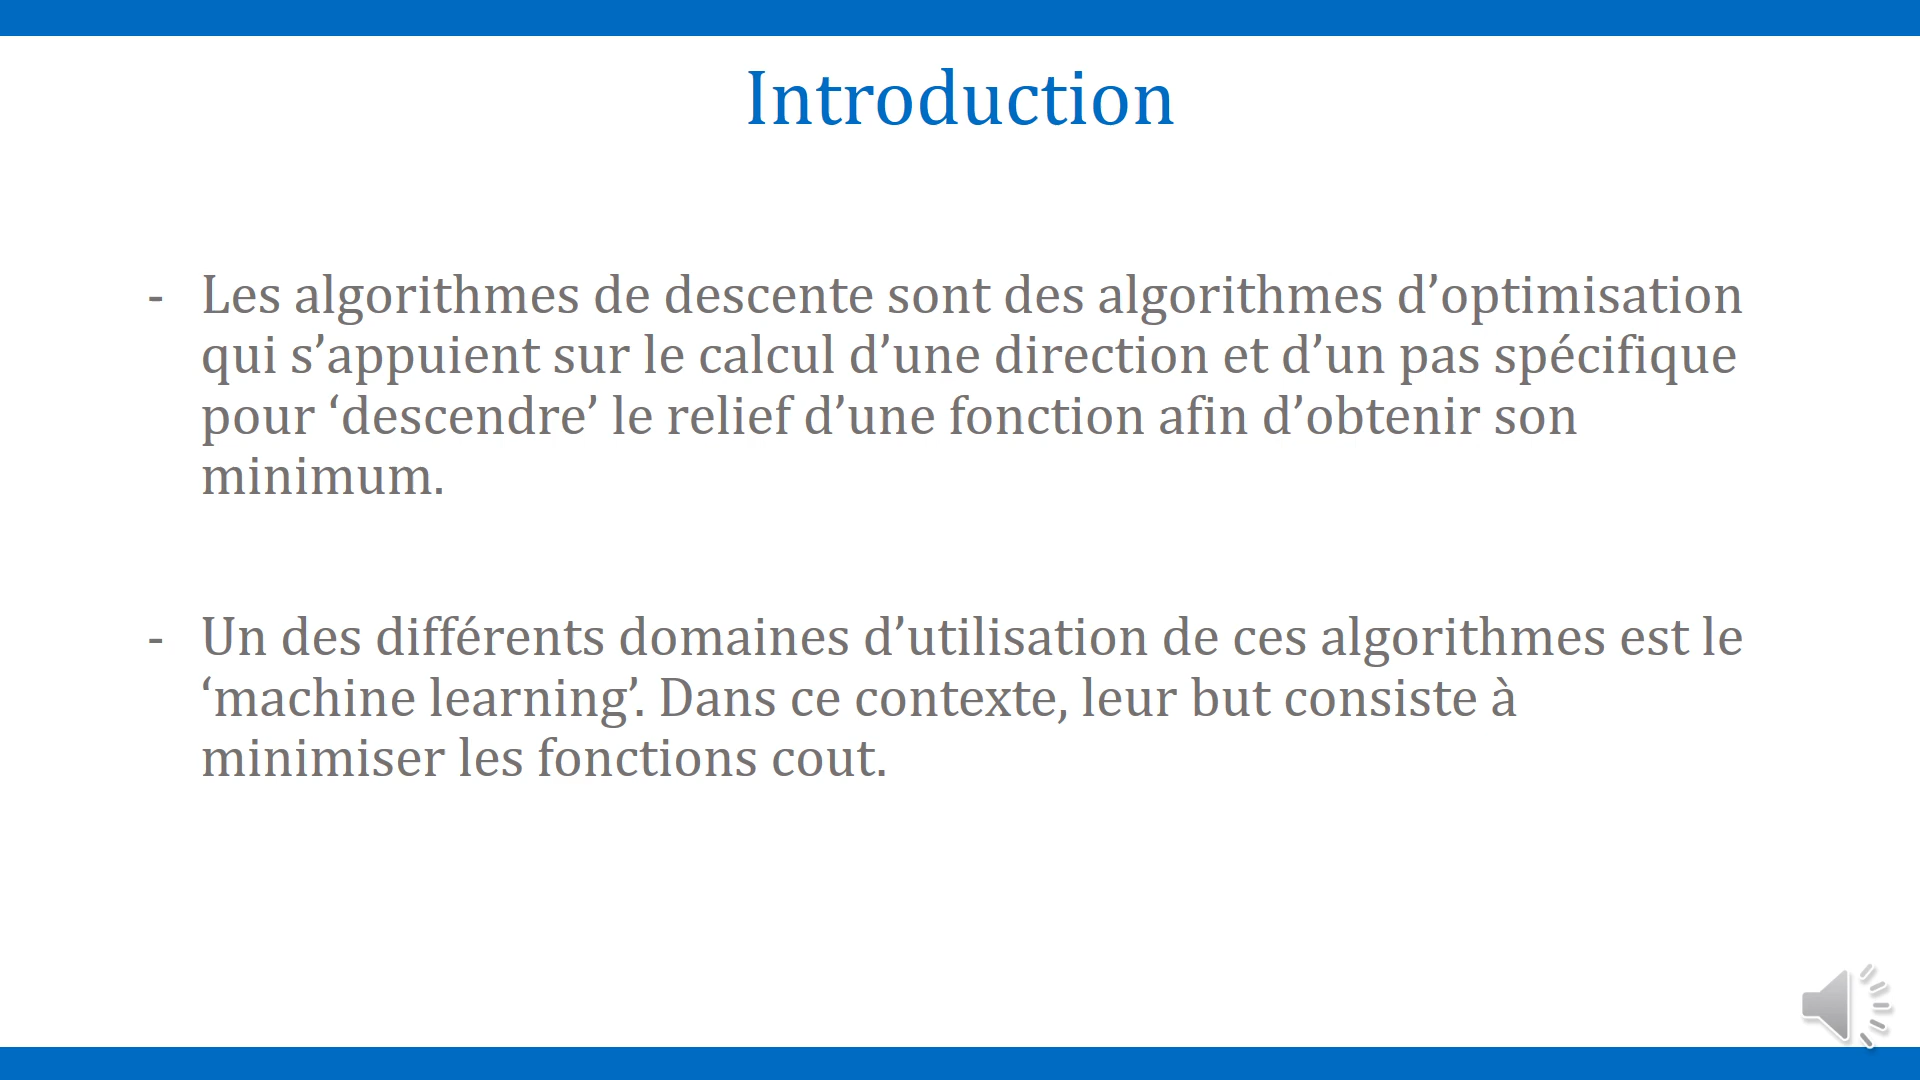 Introduction
- Les algorithmes de descente sont des algorithmes d’optimisation
qui s’appuient sur le calcul d’une direction et d’un pas spécifique
pour ‘descendre’ le relief d’une fonction afin d’obtenir son
minimum.
- Un des différents domaines d’utilisation de ces algorithmes est le
‘machine learning’. Dans ce contexte, leur but consiste à
minimiser les fonctions cout.